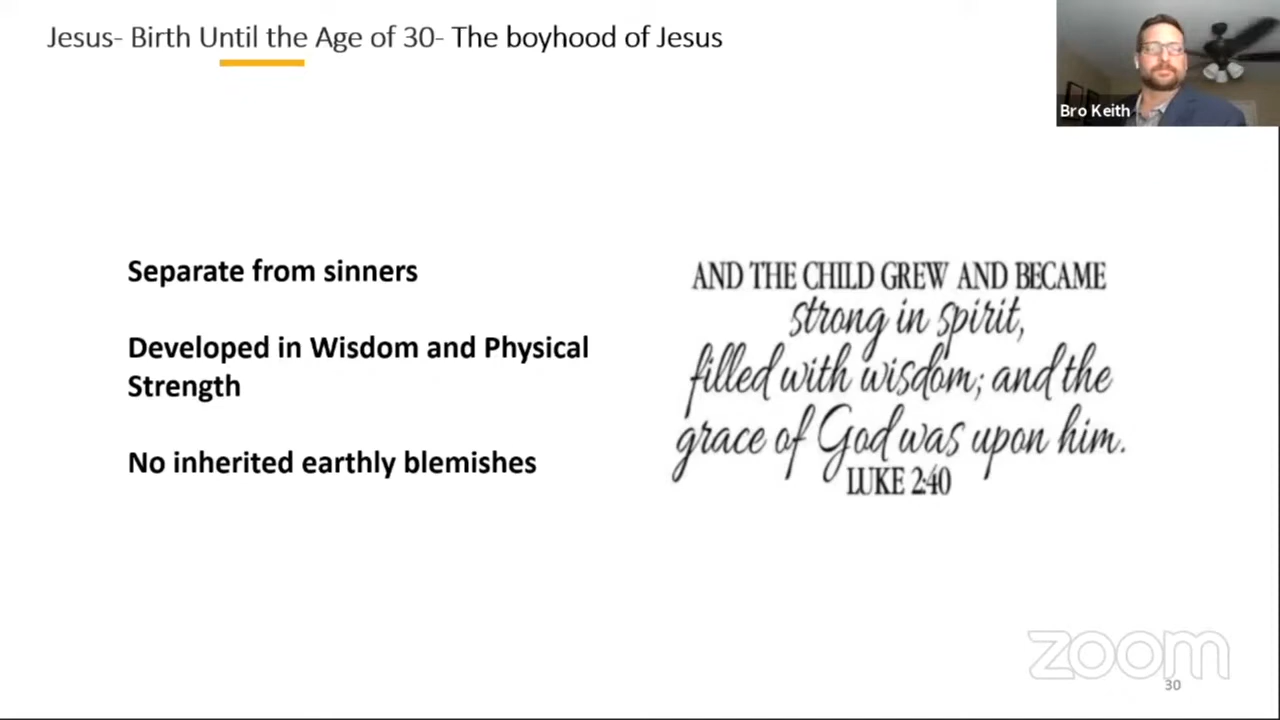 Jesus- Birth Until the Age of 30- The boyhood of Jesus
Bro Keith
Separate from sinners
Developed in Wisdom and Physical
Strength
No inherited earthly blemishes
AND THE CHILD GREW AND BECAME
strong in spirit,
filled with wisdom; and the
grace of God was upon him.
LUKE 2:40
zoom
30